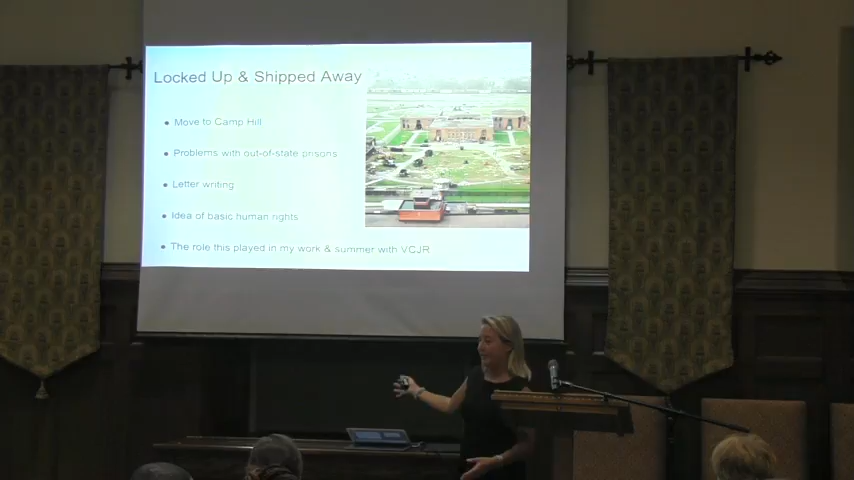 Locked Up & Shipped Away
• Move to Camp Hill
• Problems with out-of-state prisons
• Letter writing
• Idea of basic human rights
• The role this played in my work & summer with VCJR